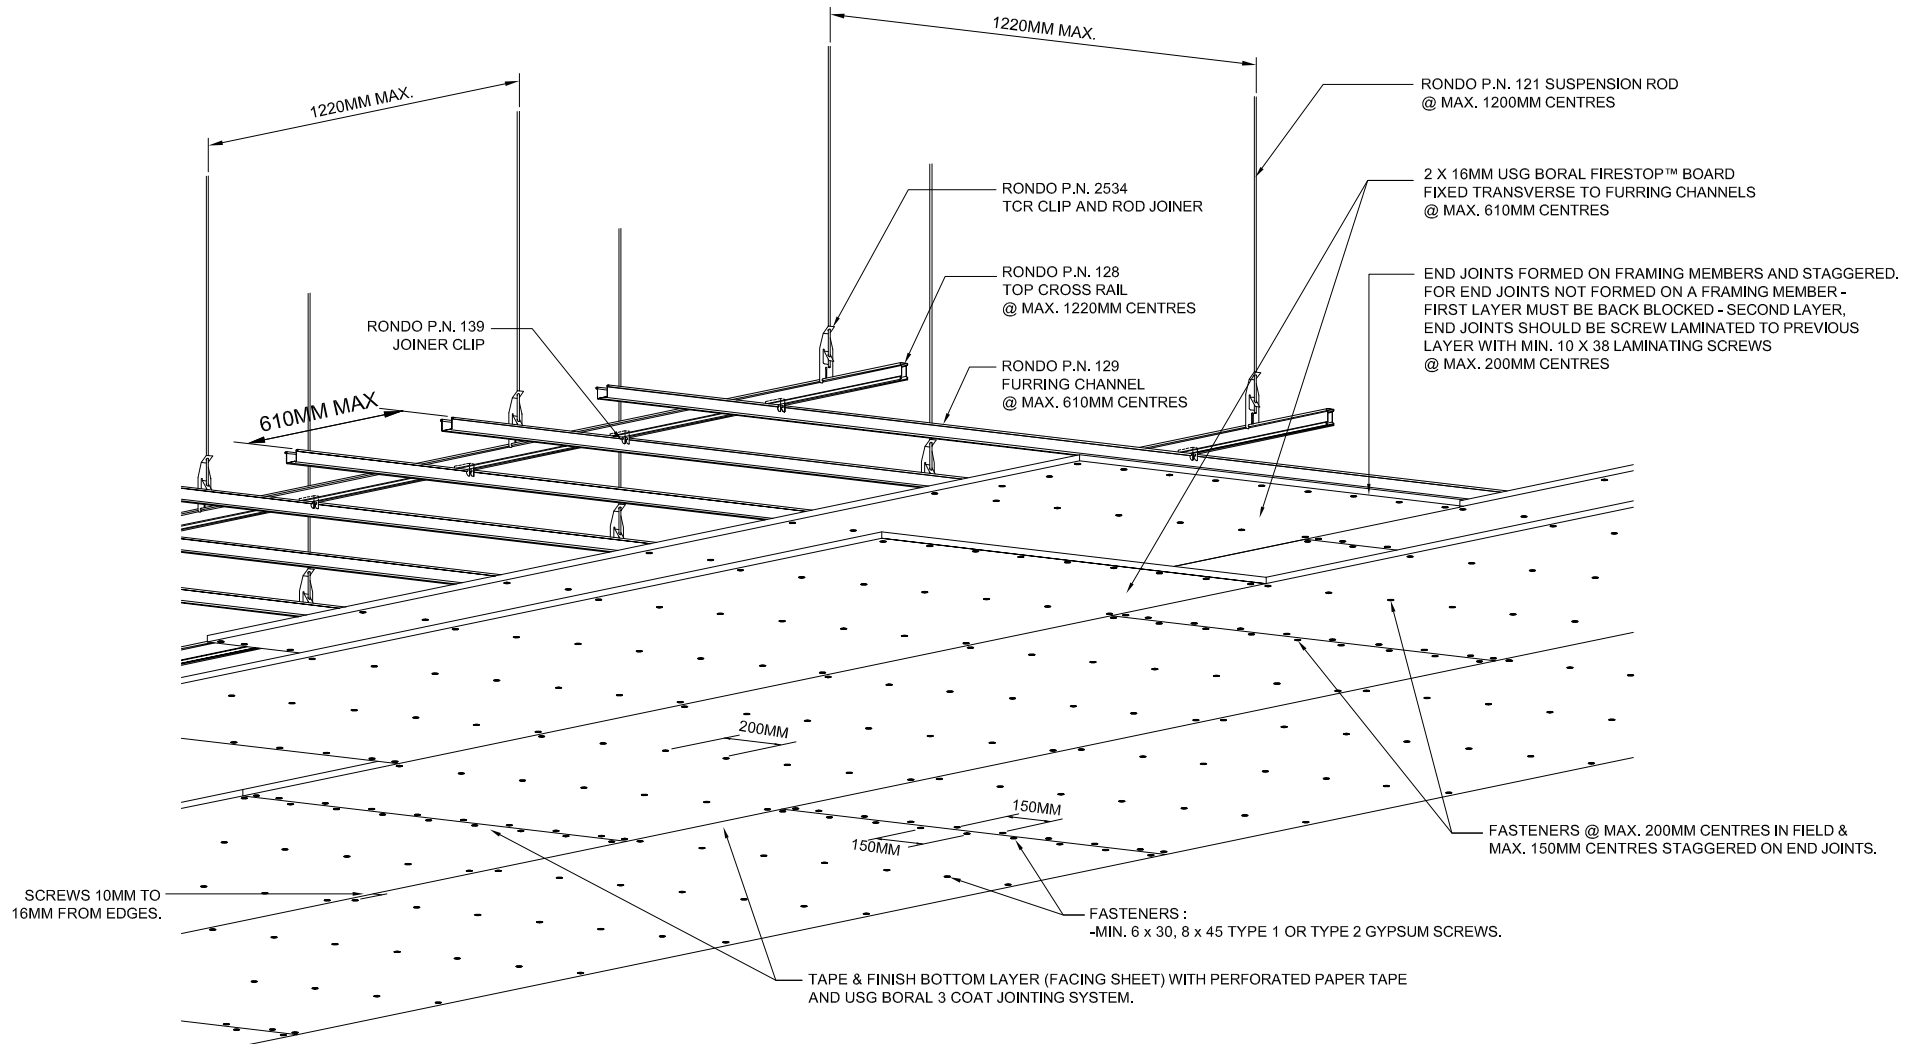 1220MM MAX.
1220MM MAX.
RONDO P.N. 121 SUSPENSION ROD
@ MAX. 1200MM CENTRES
2 X 16MM USG BORAL FIRESTOP™ BOARD
FIXED TRANSVERSE TO FURRING CHANNELS
@ MAX. 610MM CENTRES
RONDO P.N. 2534
TCR CLIP AND ROD JOINER
RONDO P.N. 128
TOP CROSS RAIL
@ MAX. 1220MM CENTRES
END JOINTS FORMED ON FRAMING MEMBERS AND STAGGERED.
FOR END JOINTS NOT FORMED ON A FRAMING MEMBER -
FIRST LAYER MUST BE BACK BLOCKED - SECOND LAYER,
END JOINTS SHOULD BE SCREW LAMINATED TO PREVIOUS
LAYER WITH MIN. 10 X 38 LAMINATING SCREWS
@ MAX. 200MM CENTRES
RONDO P.N. 139
JOINER CLIP
RONDO P.N. 129
FURRING CHANNEL
@ MAX. 610MM CENTRES
610MM MAX
200MM
150MM
150MM
FASTENERS @ MAX. 200MM CENTRES IN FIELD &
MAX. 150MM CENTRES STAGGERED ON END JOINTS.
SCREWS 10MM TO
16MM FROM EDGES.
FASTENERS :
-MIN. 6 x 30, 8 x 45 TYPE 1 OR TYPE 2 GYPSUM SCREWS.
TAPE & FINISH BOTTOM LAYER (FACING SHEET) WITH PERFORATED PAPER TAPE
AND USG BORAL 3 COAT JOINTING SYSTEM.